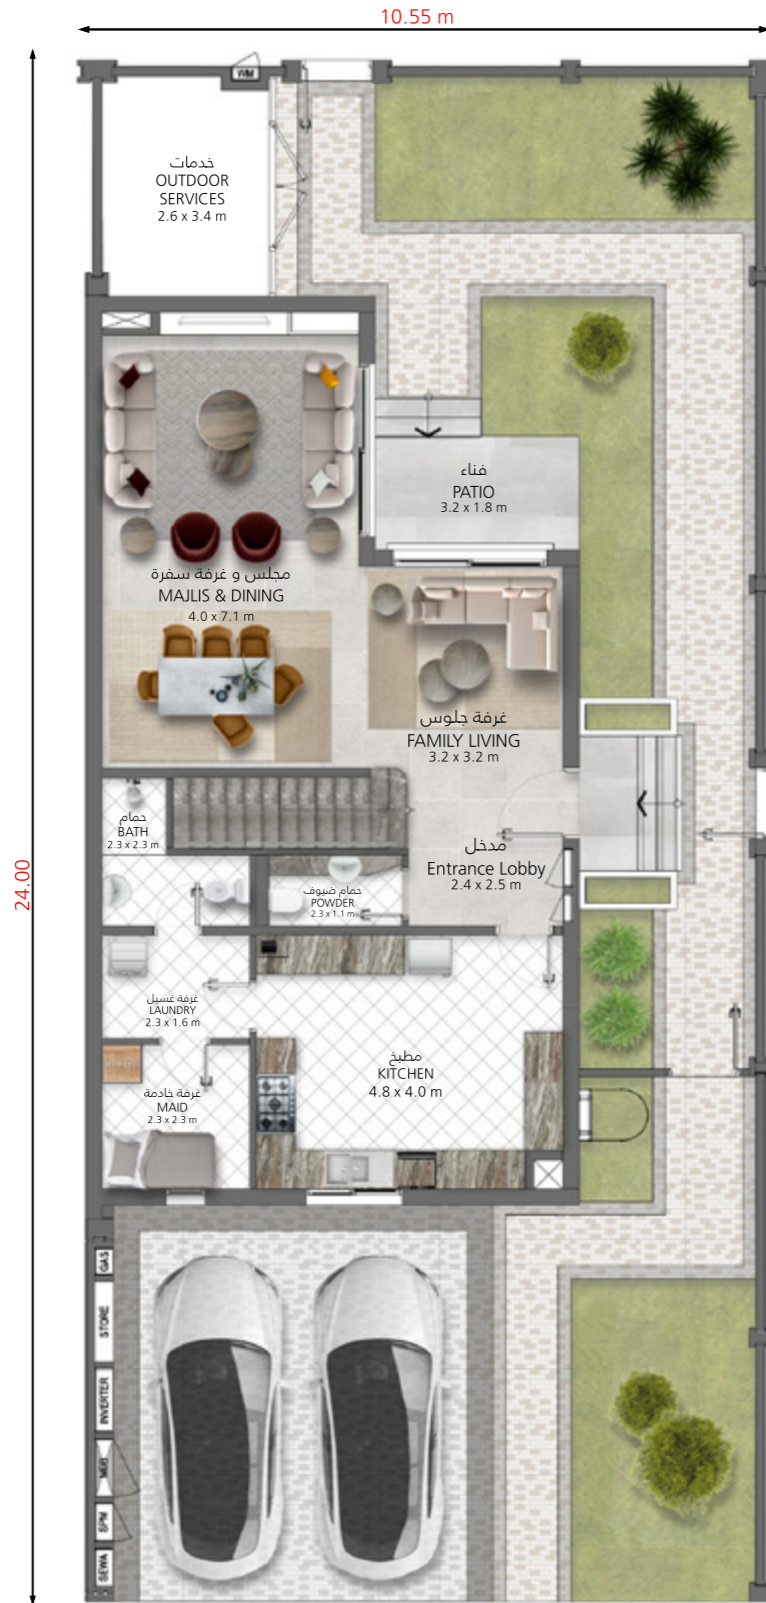 10.55 m
24.00
WM
خدمات
OUTDOOR
SERVICES
2.6 x 3.4 m
فناء
PATIO
3.2 x 1.8 m
مجلس و غرفة سفرة
MAJLIS & DINING
4.0 x 7.1 m
غرفة جلوس
FAMILY LIVING
3.2 x 3.2 m
حمام
BATH
2.3 x 2.3 m
مدخل
Entrance Lobby
2.4 x 2.5 m
حمام ضيوف
POWDER
2.3 x 1.1 m
غرفة غسيل
LAUNDRY
2.3 x 1.6 m
مطبخ
KITCHEN
4.8 x 4.0 m
غرفة خادمة
MAID
2.3 x 2.3 m
GAS
STORE
INVERTER
SPM
SEWA